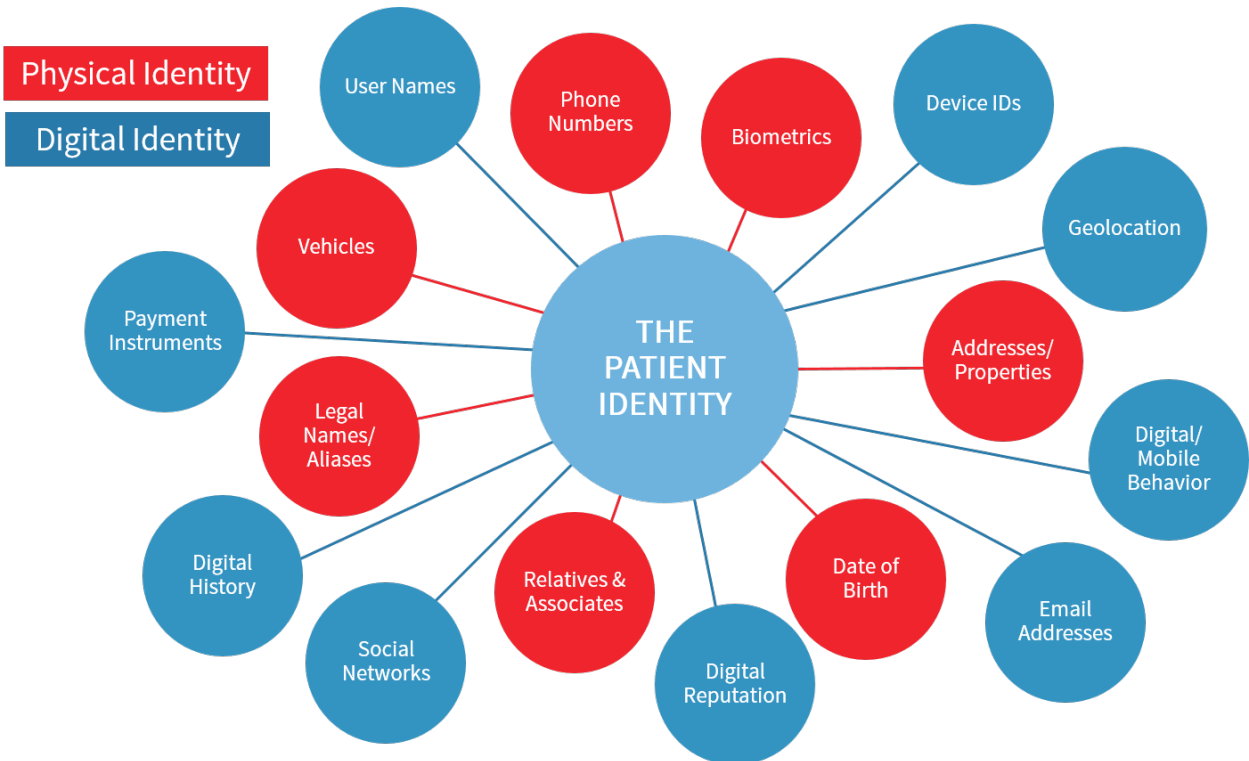 Physical Identity
Digital Identity
User Names
Phone
Numbers
Biometrics
Device IDs
Vehicles
Geolocation
Payment
Instruments
THE
PATIENT
IDENTITY
Addresses/
Properties
Legal
Names/
Aliases
Digital/
Mobile
Behavior
Digital
History
Relatives &
Associates
Date of
Birth
Email
Addresses
Social
Networks
Digital
Reputation